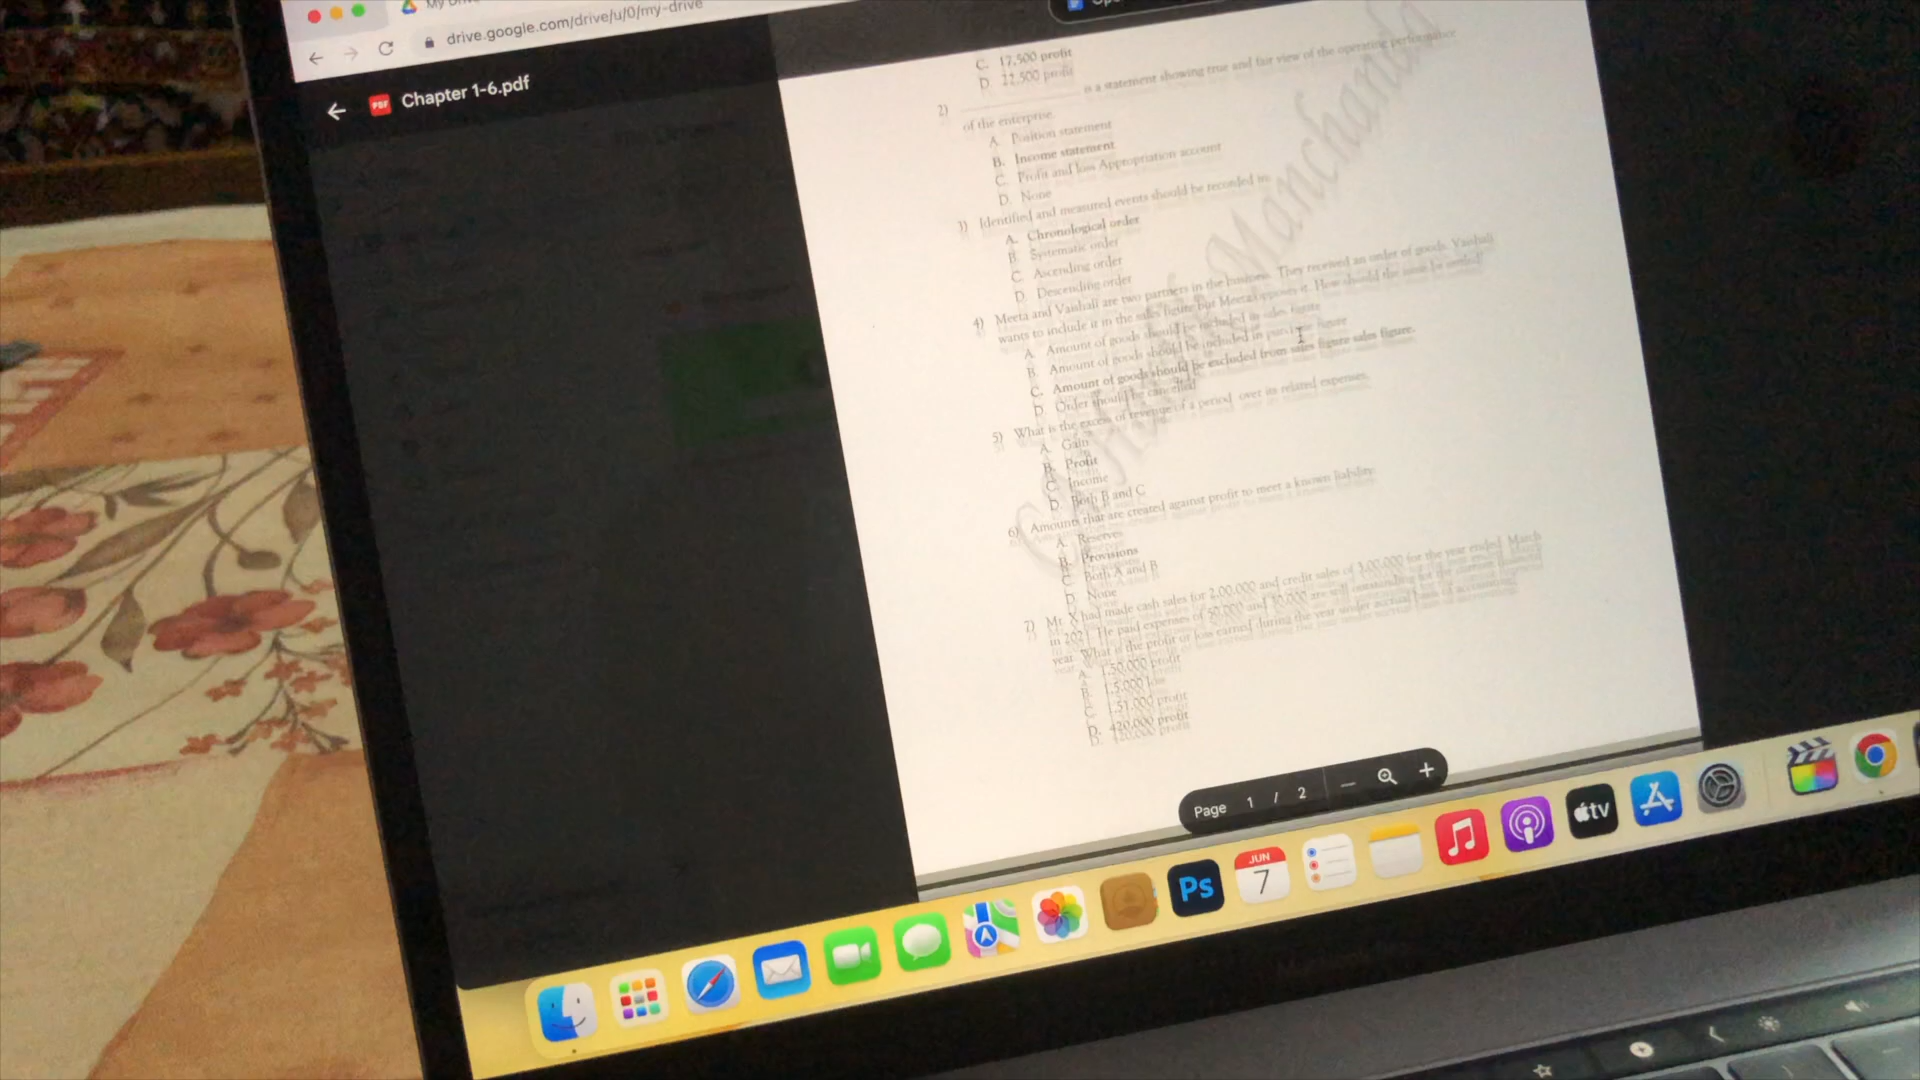 My
drive.google.com/drive/u/0/my-drive
PDF Chapter 1-6.pdf
C. 17,500 profit
D. 22,500 profit
2) is a statement showing true and fair view of the operating performance
of the enterprise.
A. Position statement
B. Income statement
C. Profit and loss Appropriation account
D. None
3) Identified and measured events should be recorded in
A. Chronological order
B. Systematic order
C. Ascending order
D. Descending order
4) Meeta and Vaishali are two partners in the business. They received an order of goods. Vaishali
wants to include it in the sales figure but Meeta opposes it. How should the same be
A. Amount of goods should be included in sales figure
B. Amount of goods should be included in figure
C. Amount of goods should be excluded from sales figure sales figure.
D. Order should be cancelled
5) What is the excess of revenue of a period over its related expenses.
A. Gain
B. Profit
C. Income
D. Both B and C
6) Amounts that are created against profit to meet a known liability.
A. Reserves
B. Provisions
C. Both A and B
D. None
7) Mr. X had made cash sales for 2,00,000 and credit sales of 3,00,000 for the year ended, March
in 2021. He paid expenses of 50,000 and 30,000 are still outstanding for the current financial
year. What is the profit or loss earned during the year under accrual basis of accounting.
A. 1,50,000 profit
B. 1,5,000 loss
C. 1,51,000 profit
D. 420,000 profit
Manchanda
Page 1 / 2
Ps
JUN
7
tv